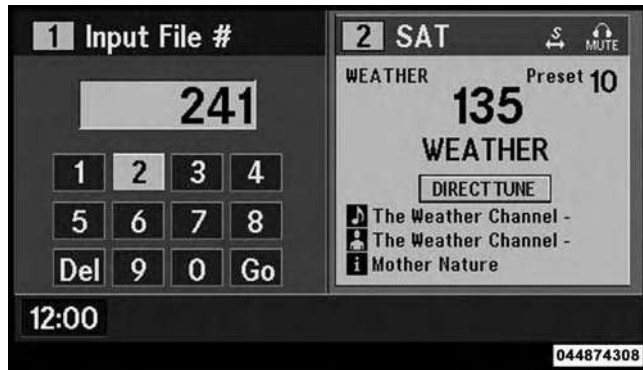 1 Input File #
241
1 2 3 4
5 6 7 8
Del 9 0 Go
2 SAT S MUTE
WEATHER Preset 10
135
WEATHER
DIRECT TUNE
The Weather Channel -
The Weather Channel -
i Mother Nature
12:00
044874308